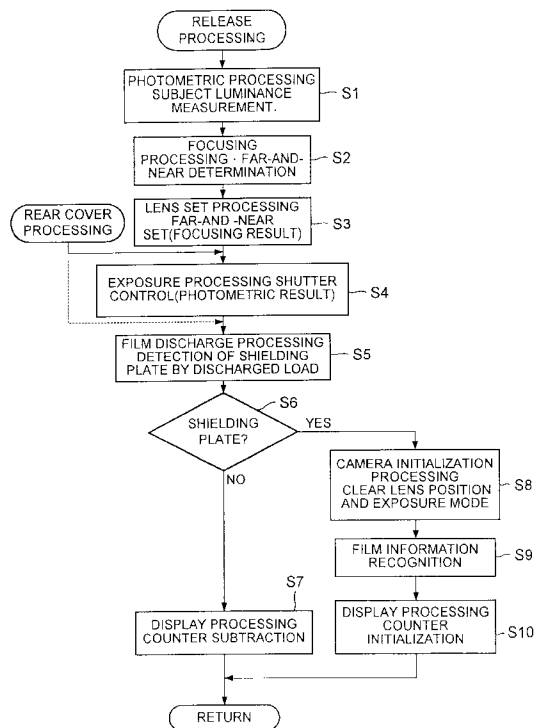 RELEASE
PROCESSING
PHOTOMETRIC PROCESSING
SUBJECT LUMINANCE
MEASUREMENT.
S1
FOCUSING
PROCESSING · FAR-AND-
NEAR DETERMINATION
S2
REAR COVER
PROCESSING
LENS SET PROCESSING
FAR-AND -NEAR
SET(FOCUSING RESULT)
S3
EXPOSURE PROCESSING SHUTTER
CONTROL(PHOTOMETRIC RESULT)
S4
FILM DISCHARGE PROCESSING
DETECTION OF SHIELDING
PLATE BY DISCHARGED LOAD
S5
S6
SHIELDING
PLATE?
YES
NO
CAMERA INITIALIZATION
PROCESSING
CLEAR LENS POSITION
AND EXPOSURE MODE
S8
FILM INFORMATION
RECOGNITION
S9
S7
DISPLAY PROCESSING
COUNTER SUBTRACTION
DISPLAY PROCESSING
COUNTER
INITIALIZATION
S10
RETURN